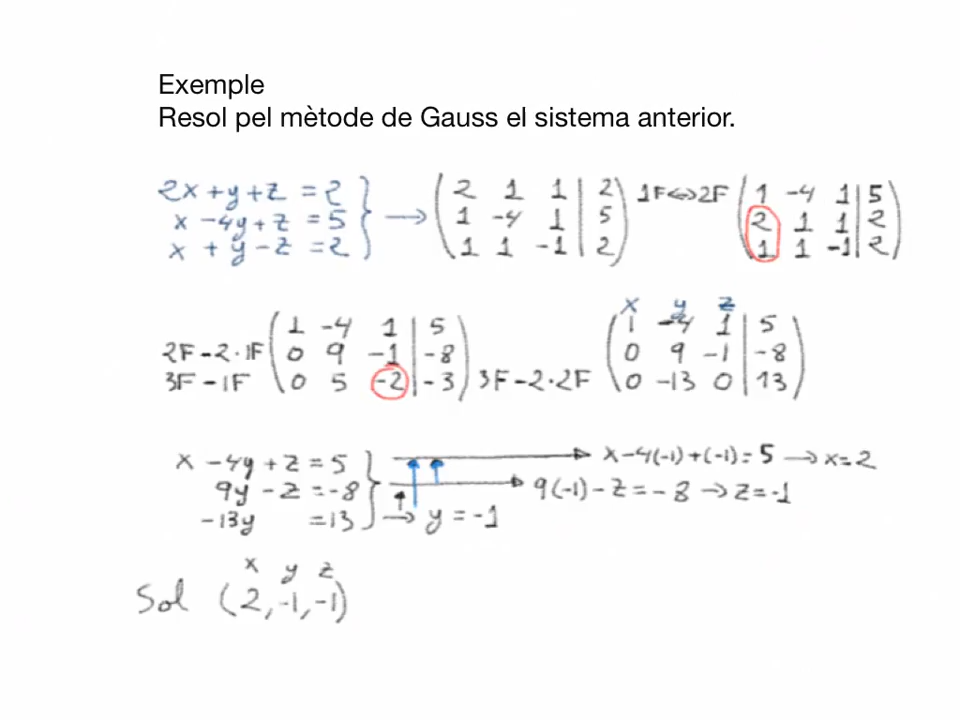 Exemple
Resol pel mètode de Gauss el sistema anterior.
2x + y + z = 2
x - 4y + z = 5
x + y - z = 2
2 1 1 | 2
1 -4 1 | 5
1 1 -1 | 2
1F↔2F
1 -4 1 | 5
2 1 1 | 2
1 1 -1 | 2
2F-2·1F
3F-1F
1 -4 1 | 5
0 9 -1 | -8
0 5 -2 | -3
3F-2·2F
x y z
1 -4 1 | 5
0 9 -1 | -8
0 -13 0 | 13
x - 4y + z = 5 → x-4(-1)+(-1)=5 → x=2
9y - z = -8 → 9(-1)-z=-8 → z=-1
-13y = 13 → y = -1
x y z
Sol (2,-1,-1)